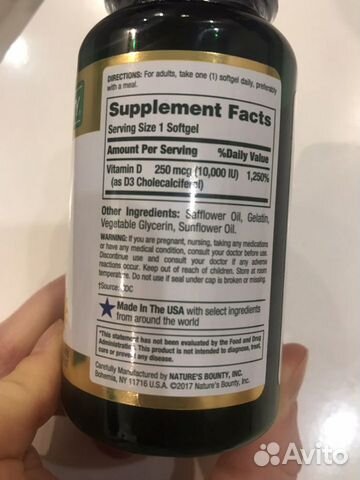 DIRECTIONS: For adults, take one (1) softgel daily, preferably
with a meal.
Supplement Facts
Serving Size 1 Softgel
Amount Per Serving %Daily Value
Vitamin D 250 mcg (10,000 IU) 1,250%
(as D3 Cholecalciferol)
Other Ingredients: Safflower Oil, Gelatin,
Vegetable Glycerin, Sunflower Oil.
WARNING: If you are pregnant, nursing, taking any medications
or have any medical condition, consult your doctor before use.
Discontinue use and consult your doctor if any adverse
reactions occur. Keep out of reach of children. Store at room
temperature. Do not use if seal under cap is broken or missing.
†Source: CDC
Made In The USA with select ingredients
from around the world
*This statement has not been evaluated by the Food and Drug
Administration. This product is not intended to diagnose, treat,
cure or prevent any disease.
Carefully Manufactured by NATURE'S BOUNTY, INC.
Bohemia, NY 11716 U.S.A. ©2017 Nature's Bounty, Inc.
Avito